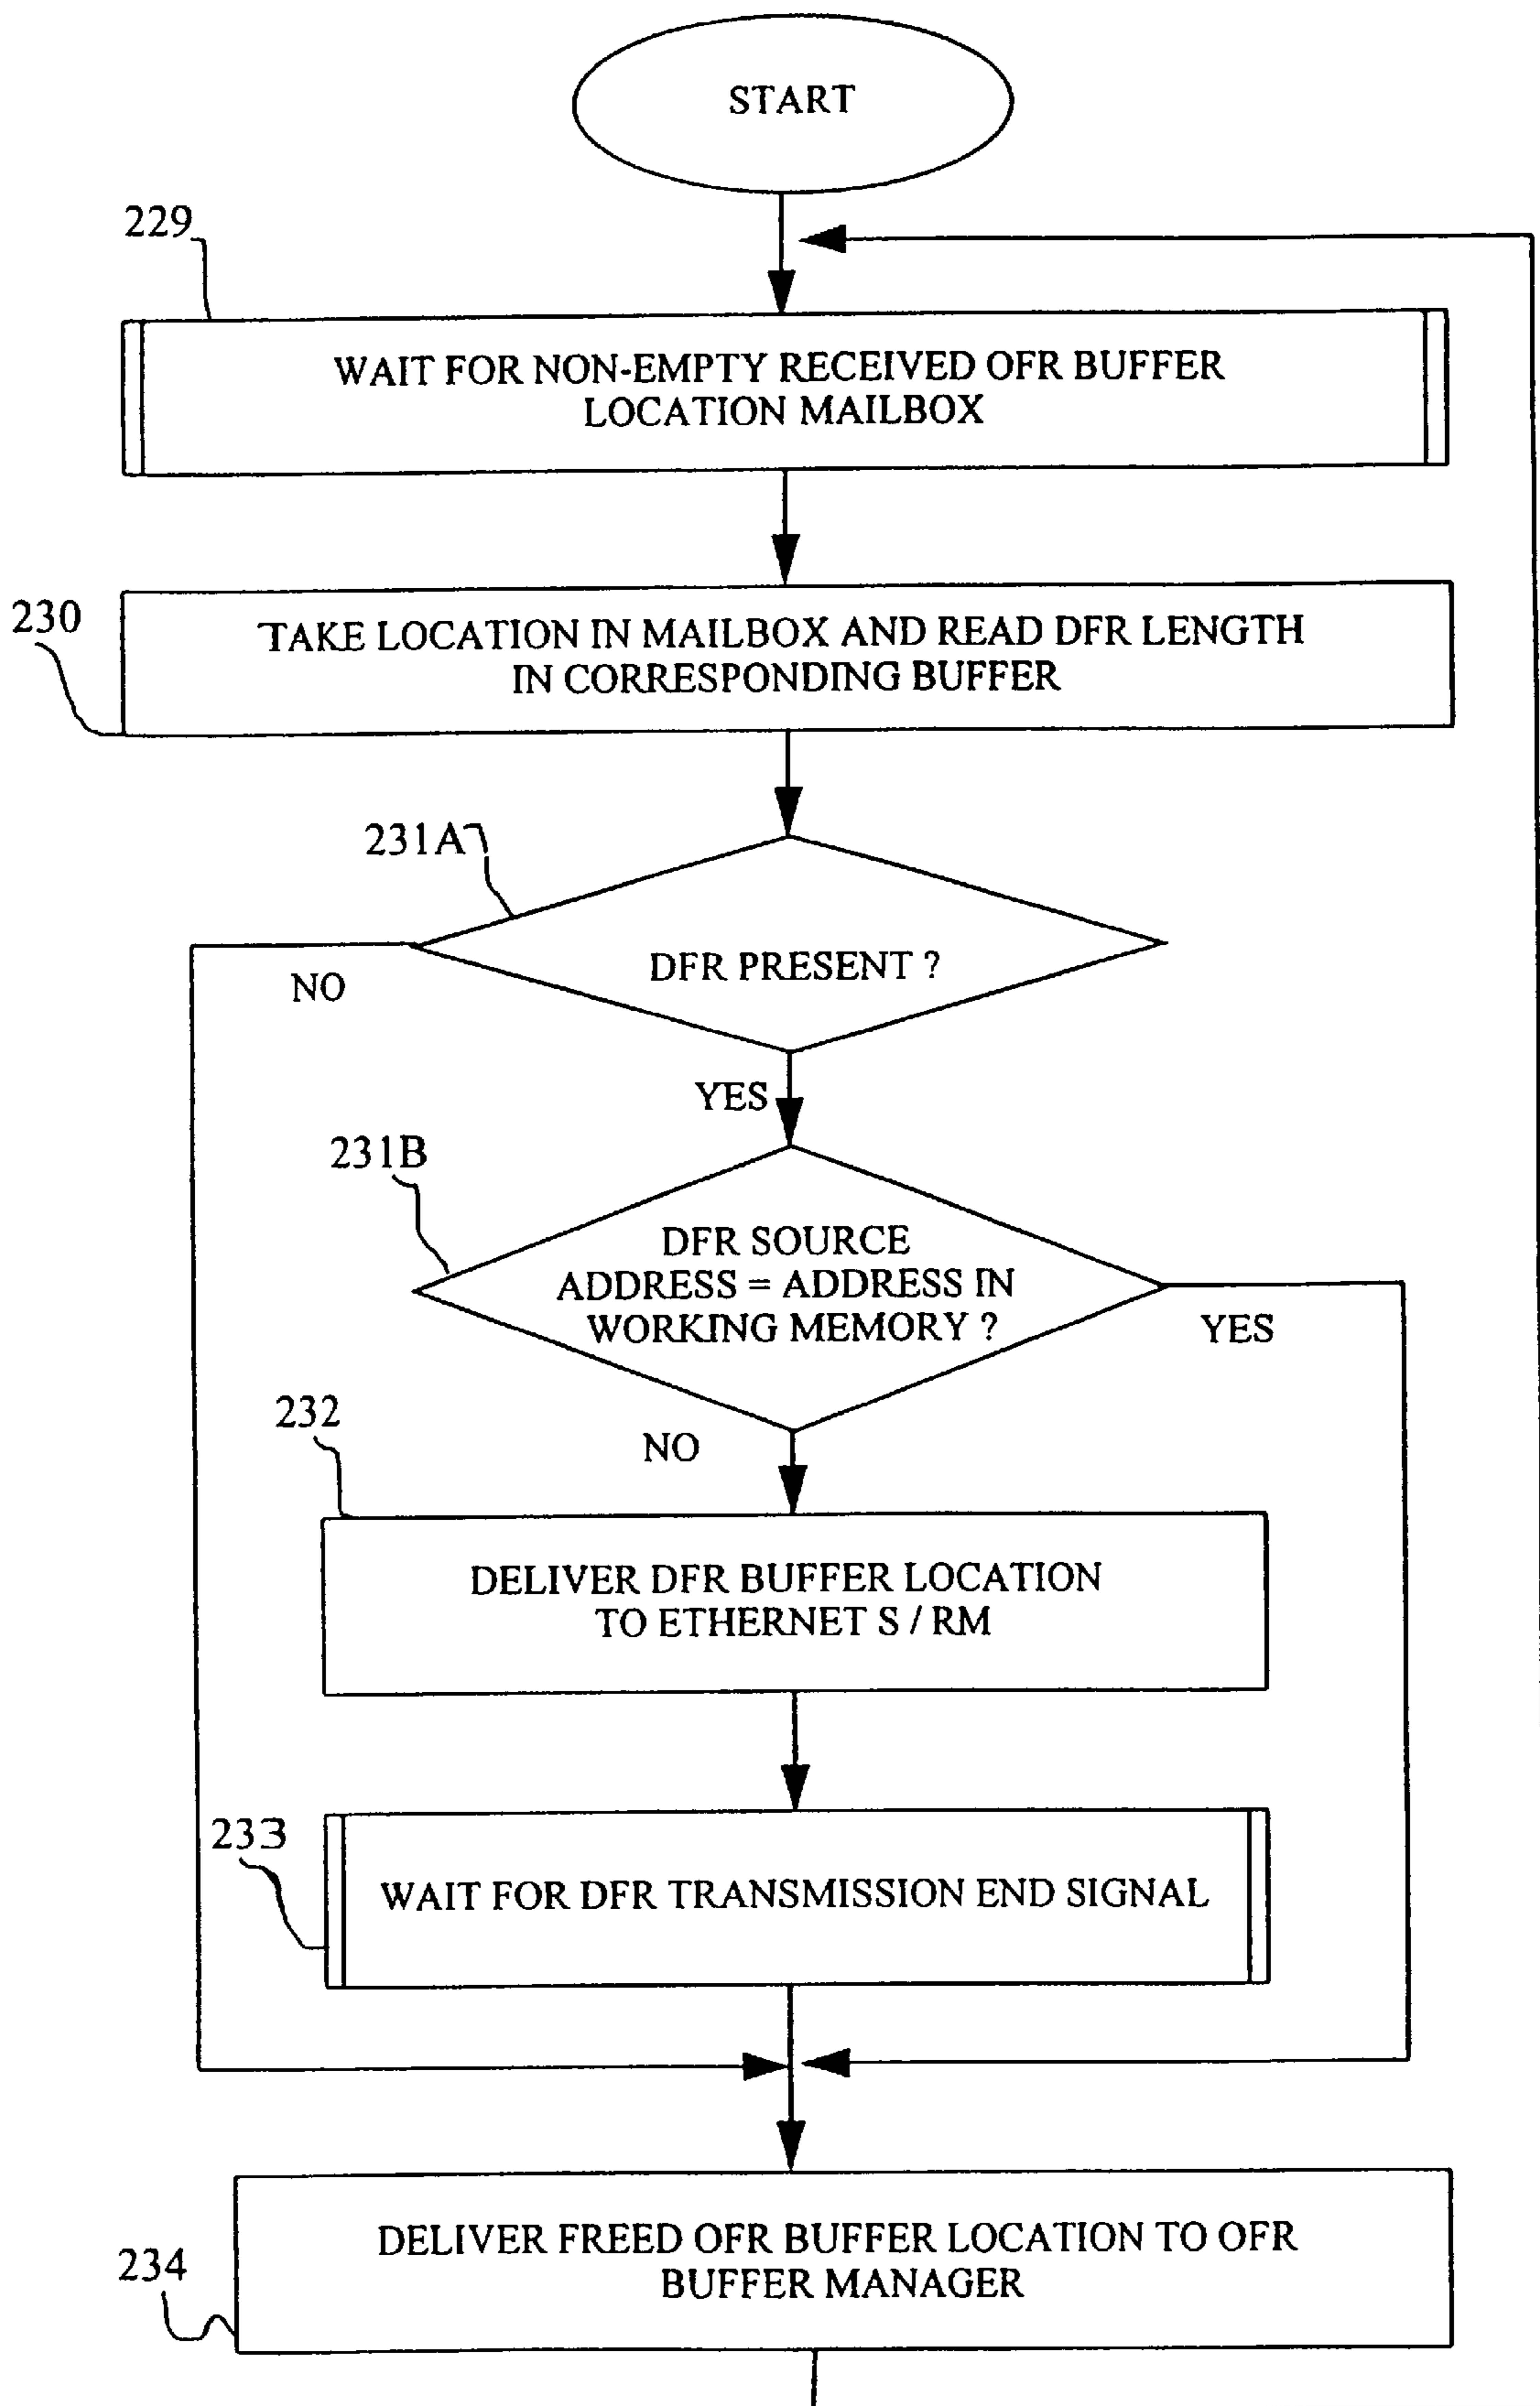 START
229
WAIT FOR NON-EMPTY RECEIVED OFR BUFFER
LOCATION MAILBOX
230
TAKE LOCATION IN MAILBOX AND READ DFR LENGTH
IN CORRESPONDING BUFFER
231A
DFR PRESENT ?
NO
YES
231B
DFR SOURCE
ADDRESS = ADDRESS IN
WORKING MEMORY ?
YES
NO
232
DELIVER DFR BUFFER LOCATION
TO ETHERNET S / RM
233
WAIT FOR DFR TRANSMISSION END SIGNAL
DELIVER FREED OFR BUFFER LOCATION TO OFR
BUFFER MANAGER
234